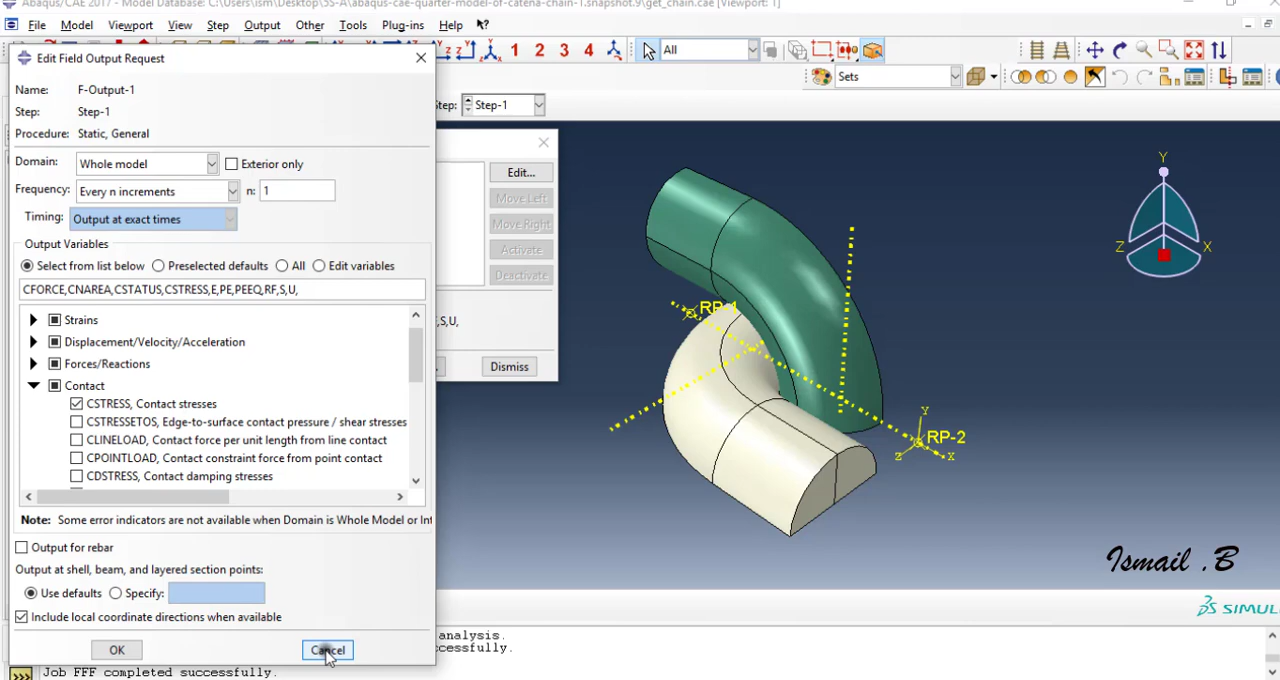 Abaqus/CAE 2017 - Model Database: C:\Users\ism\Desktop\SS-A\abaqus-cae-quarter-model-of-catena-chain-1.snapshot.9\get_chain.cae [Viewport: 1]
File Model Viewport View Step Output Other Tools Plug-ins Help
1 2 3 4 All
Sets
Step: Step-1
Edit Field Output Request
Name: F-Output-1
Step: Step-1
Procedure: Static, General
Domain: Whole model Exterior only
Frequency: Every n increments n: 1
Timing: Output at exact times
Output Variables
Select from list below Preselected defaults All Edit variables
CFORCE,CNAREA,CSTATUS,CSTRESS,E,PE,PEEQ,RF,S,U,
Strains
Displacement/Velocity/Acceleration
Forces/Reactions
Contact
CSTRESS, Contact stresses
CSTRESSETOS, Edge-to-surface contact pressure / shear stresses
CLINELOAD, Contact force per unit length from line contact
CPOINTLOAD, Contact constraint force from point contact
CDSTRESS, Contact damping stresses
Note: Some error indicators are not available when Domain is Whole Model or Int
Output for rebar
Output at shell, beam, and layered section points:
Use defaults Specify:
Include local coordinate directions when available
OK Cancel
Edit...
Move Left
Move Right
Activate
Deactivate
,S,U,
Dismiss
RP-1
RP-2
Y
Z X
Y
Z X
Ismail .B
SIMUL
analysis.
ccessfully.
Job FFF completed successfully.
>>>